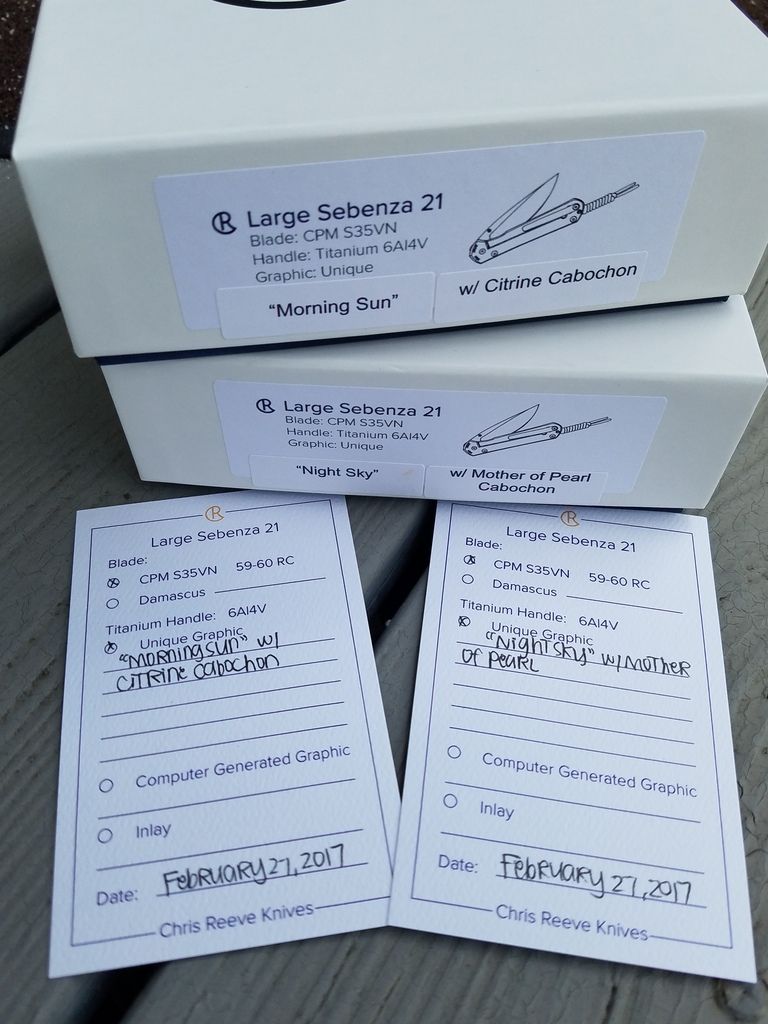 Large Sebenza 21
Blade: CPM S35VN
Handle: Titanium 6Al4V
Graphic: Unique
"Morning Sun"
w/ Citrine Cabochon
Large Sebenza 21
Blade: CPM S35VN
Handle: Titanium 6Al4V
Graphic: Unique
"Night Sky"
w/ Mother of Pearl
Cabochon
Large Sebenza 21
Blade:
CPM S35VN 59-60 RC
Damascus
Titanium Handle: 6Al4V
Unique Graphic
"Morning Sun" w/
Citrine Cabochon
Computer Generated Graphic
Inlay
Date: February 27, 2017
Chris Reeve Knives
Large Sebenza 21
Blade:
CPM S35VN 59-60 RC
Damascus
Titanium Handle: 6Al4V
Unique Graphic
"Night Sky" w/ Mother
of Pearl
Computer Generated Graphic
Inlay
Date: February 27, 2017
Chris Reeve Knives